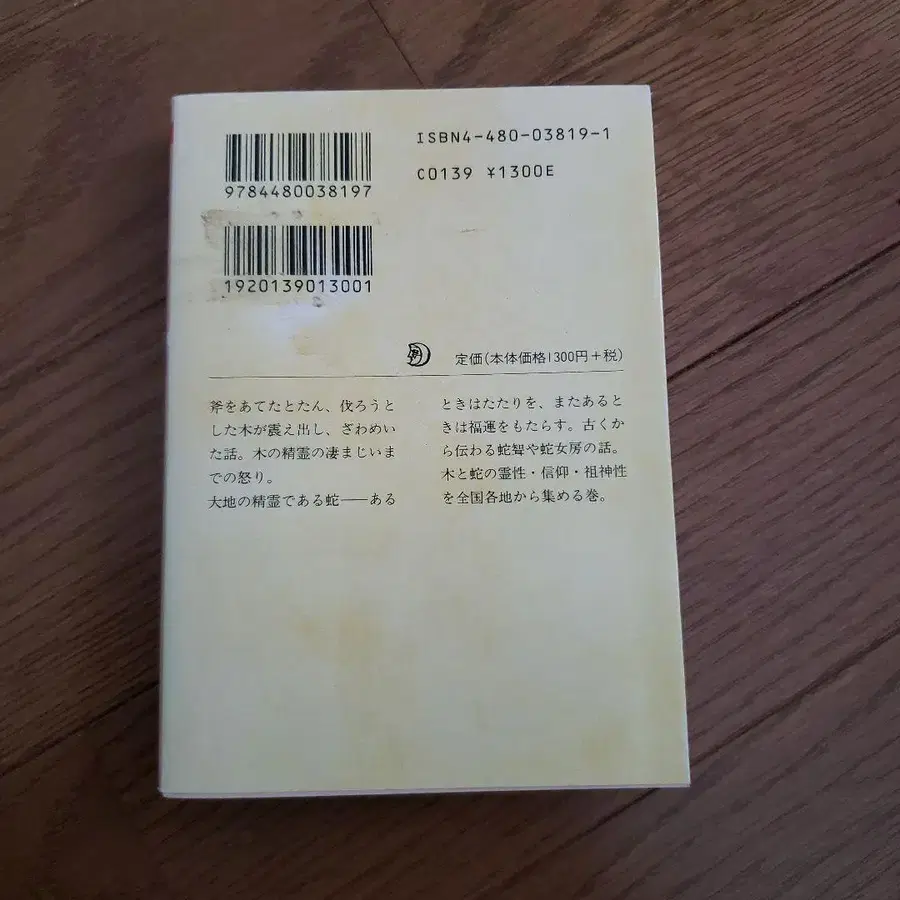 ISBN4-480-03819-1
9784480038197
C0139 ¥1300E
1920139013001
定価(本体価格1300円+税)
斧をあてたとたん、伐ろうと
した木が震え出し、ざわめい
た話。木の精霊の凄まじいま
での怒り。
大地の精霊である蛇――ある
ときはたたりを、またあると
きは福運をもたらす。古くか
ら伝わる蛇聟や蛇女房の話。
木と蛇の霊性・信仰・祖神性
を全国各地から集める巻。